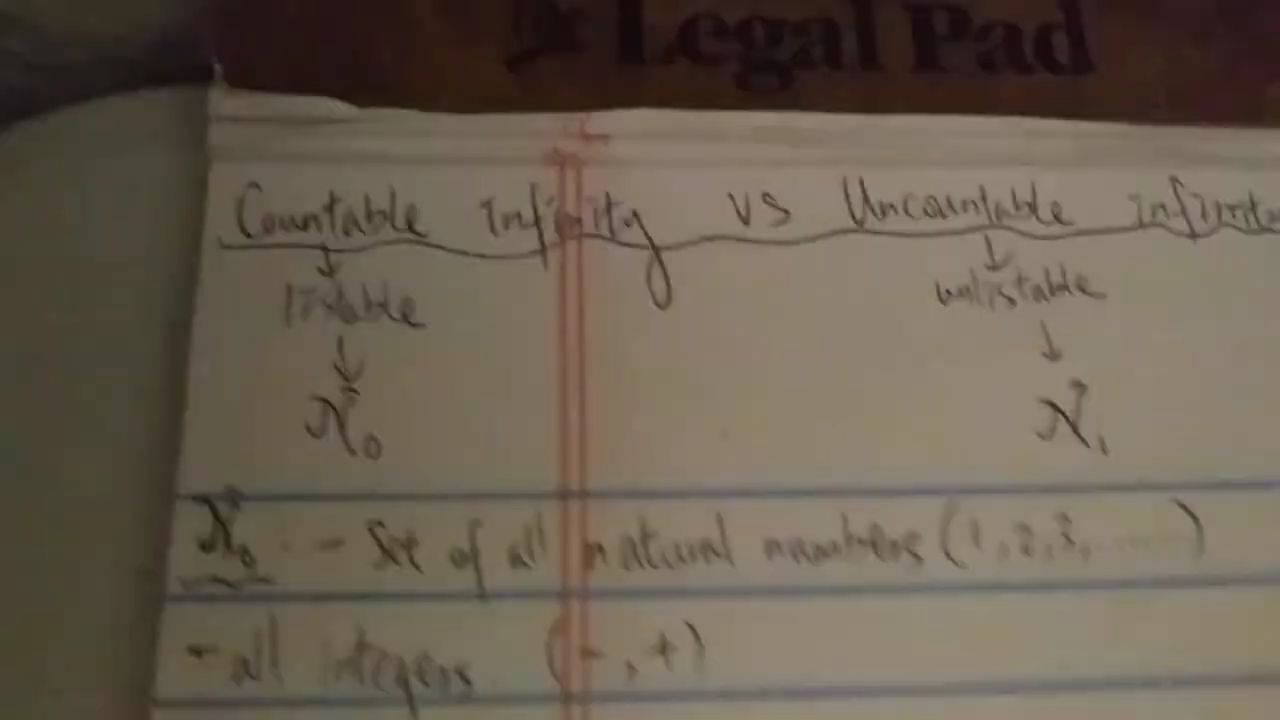 Legal Pad
Countable infinity vs Uncountable infinit
↓ ↓
listable unlistable
↓ ↓
ℵ₀ ℵ₁
ℵ₀ - Set of all natural numbers (1, 2, 3, ......)
- all integers (-, +)